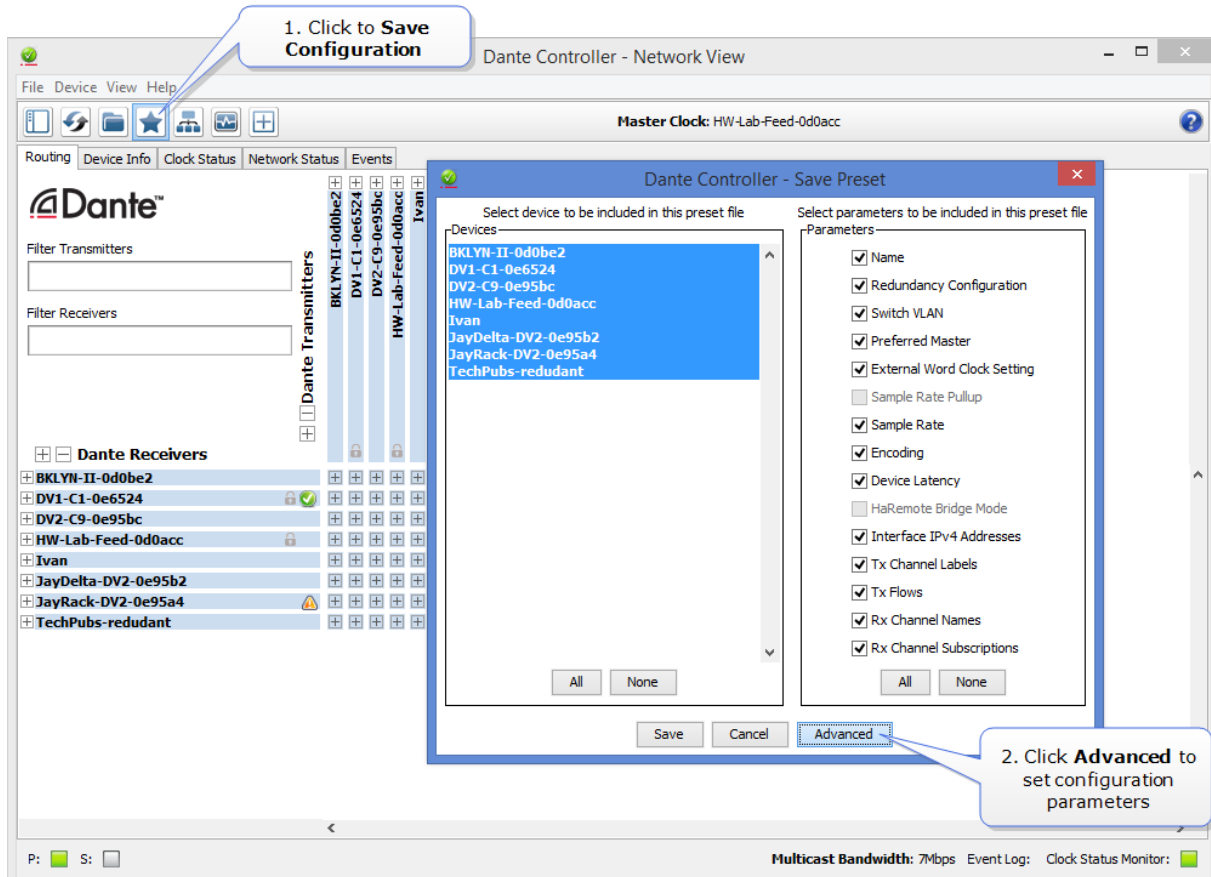 1. Click to Save
Configuration
Dante Controller - Network View
File Device View Help
Master Clock: HW-Lab-Feed-0d0acc
Routing Device Info Clock Status Network Status Events
Dante™
Filter Transmitters
Filter Receivers
Dante Transmitters
BKLYN-II-0d0be2
DV1-C1-0e6524
DV2-C9-0e95bc
HW-Lab-Feed-0d0acc
Ivan
Dante Receivers
BKLYN-II-0d0be2
DV1-C1-0e6524
DV2-C9-0e95bc
HW-Lab-Feed-0d0acc
Ivan
JayDelta-DV2-0e95b2
JayRack-DV2-0e95a4
TechPubs-redudant
Dante Controller - Save Preset
Select device to be included in this preset file
Devices
BKLYN-II-0d0be2
DV1-C1-0e6524
DV2-C9-0e95bc
HW-Lab-Feed-0d0acc
Ivan
JayDelta-DV2-0e95b2
JayRack-DV2-0e95a4
TechPubs-redudant
All None
Select parameters to be included in this preset file
Parameters
Name
Redundancy Configuration
Switch VLAN
Preferred Master
External Word Clock Setting
Sample Rate Pullup
Sample Rate
Encoding
Device Latency
HaRemote Bridge Mode
Interface IPv4 Addresses
Tx Channel Labels
Tx Flows
Rx Channel Names
Rx Channel Subscriptions
All None
Save Cancel Advanced
2. Click Advanced to
set configuration
parameters
P: S: Multicast Bandwidth: 7Mbps Event Log: Clock Status Monitor: